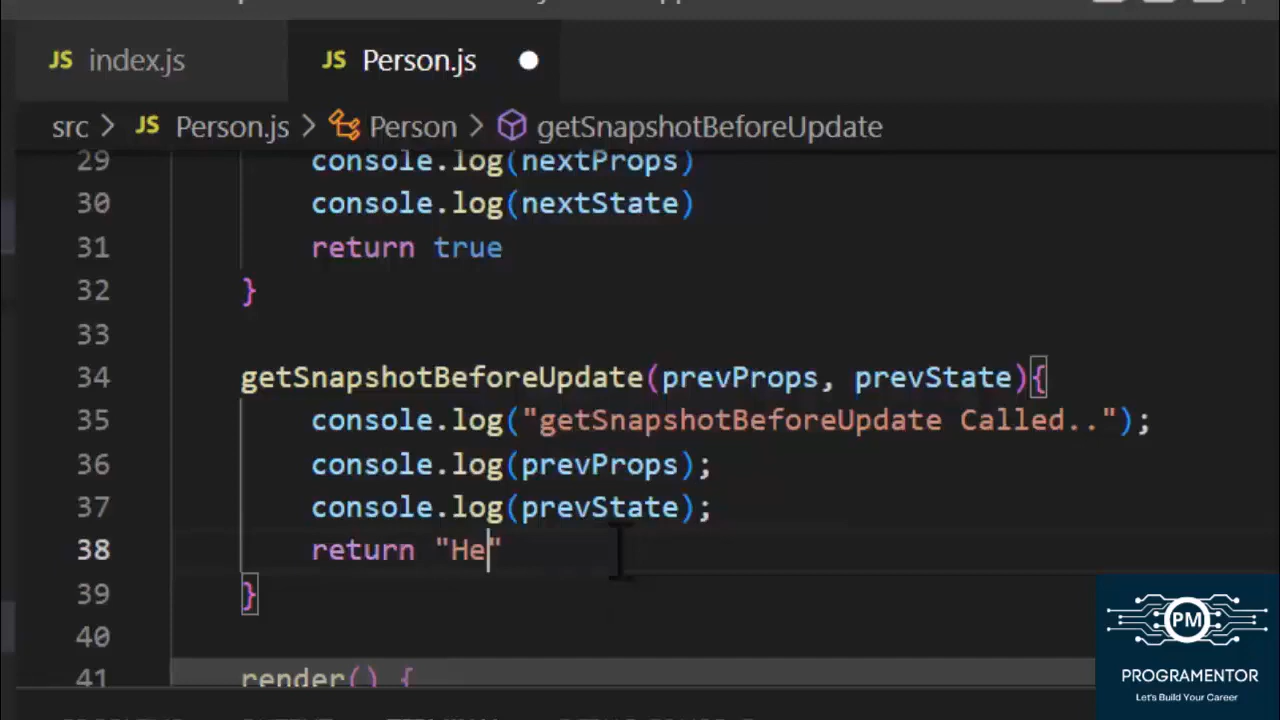 JS index.js
JS Person.js
src > JS Person.js > Person > getSnapshotBeforeUpdate
29 console.log(nextProps)
30 console.log(nextState)
31 return true
32 }
33
34 getSnapshotBeforeUpdate(prevProps, prevState){
35 console.log("getSnapshotBeforeUpdate Called..");
36 console.log(prevProps);
37 console.log(prevState);
38 return "He"
39 }
40
41 render() {
PM
PROGRAMENTOR
Let's Build Your Career